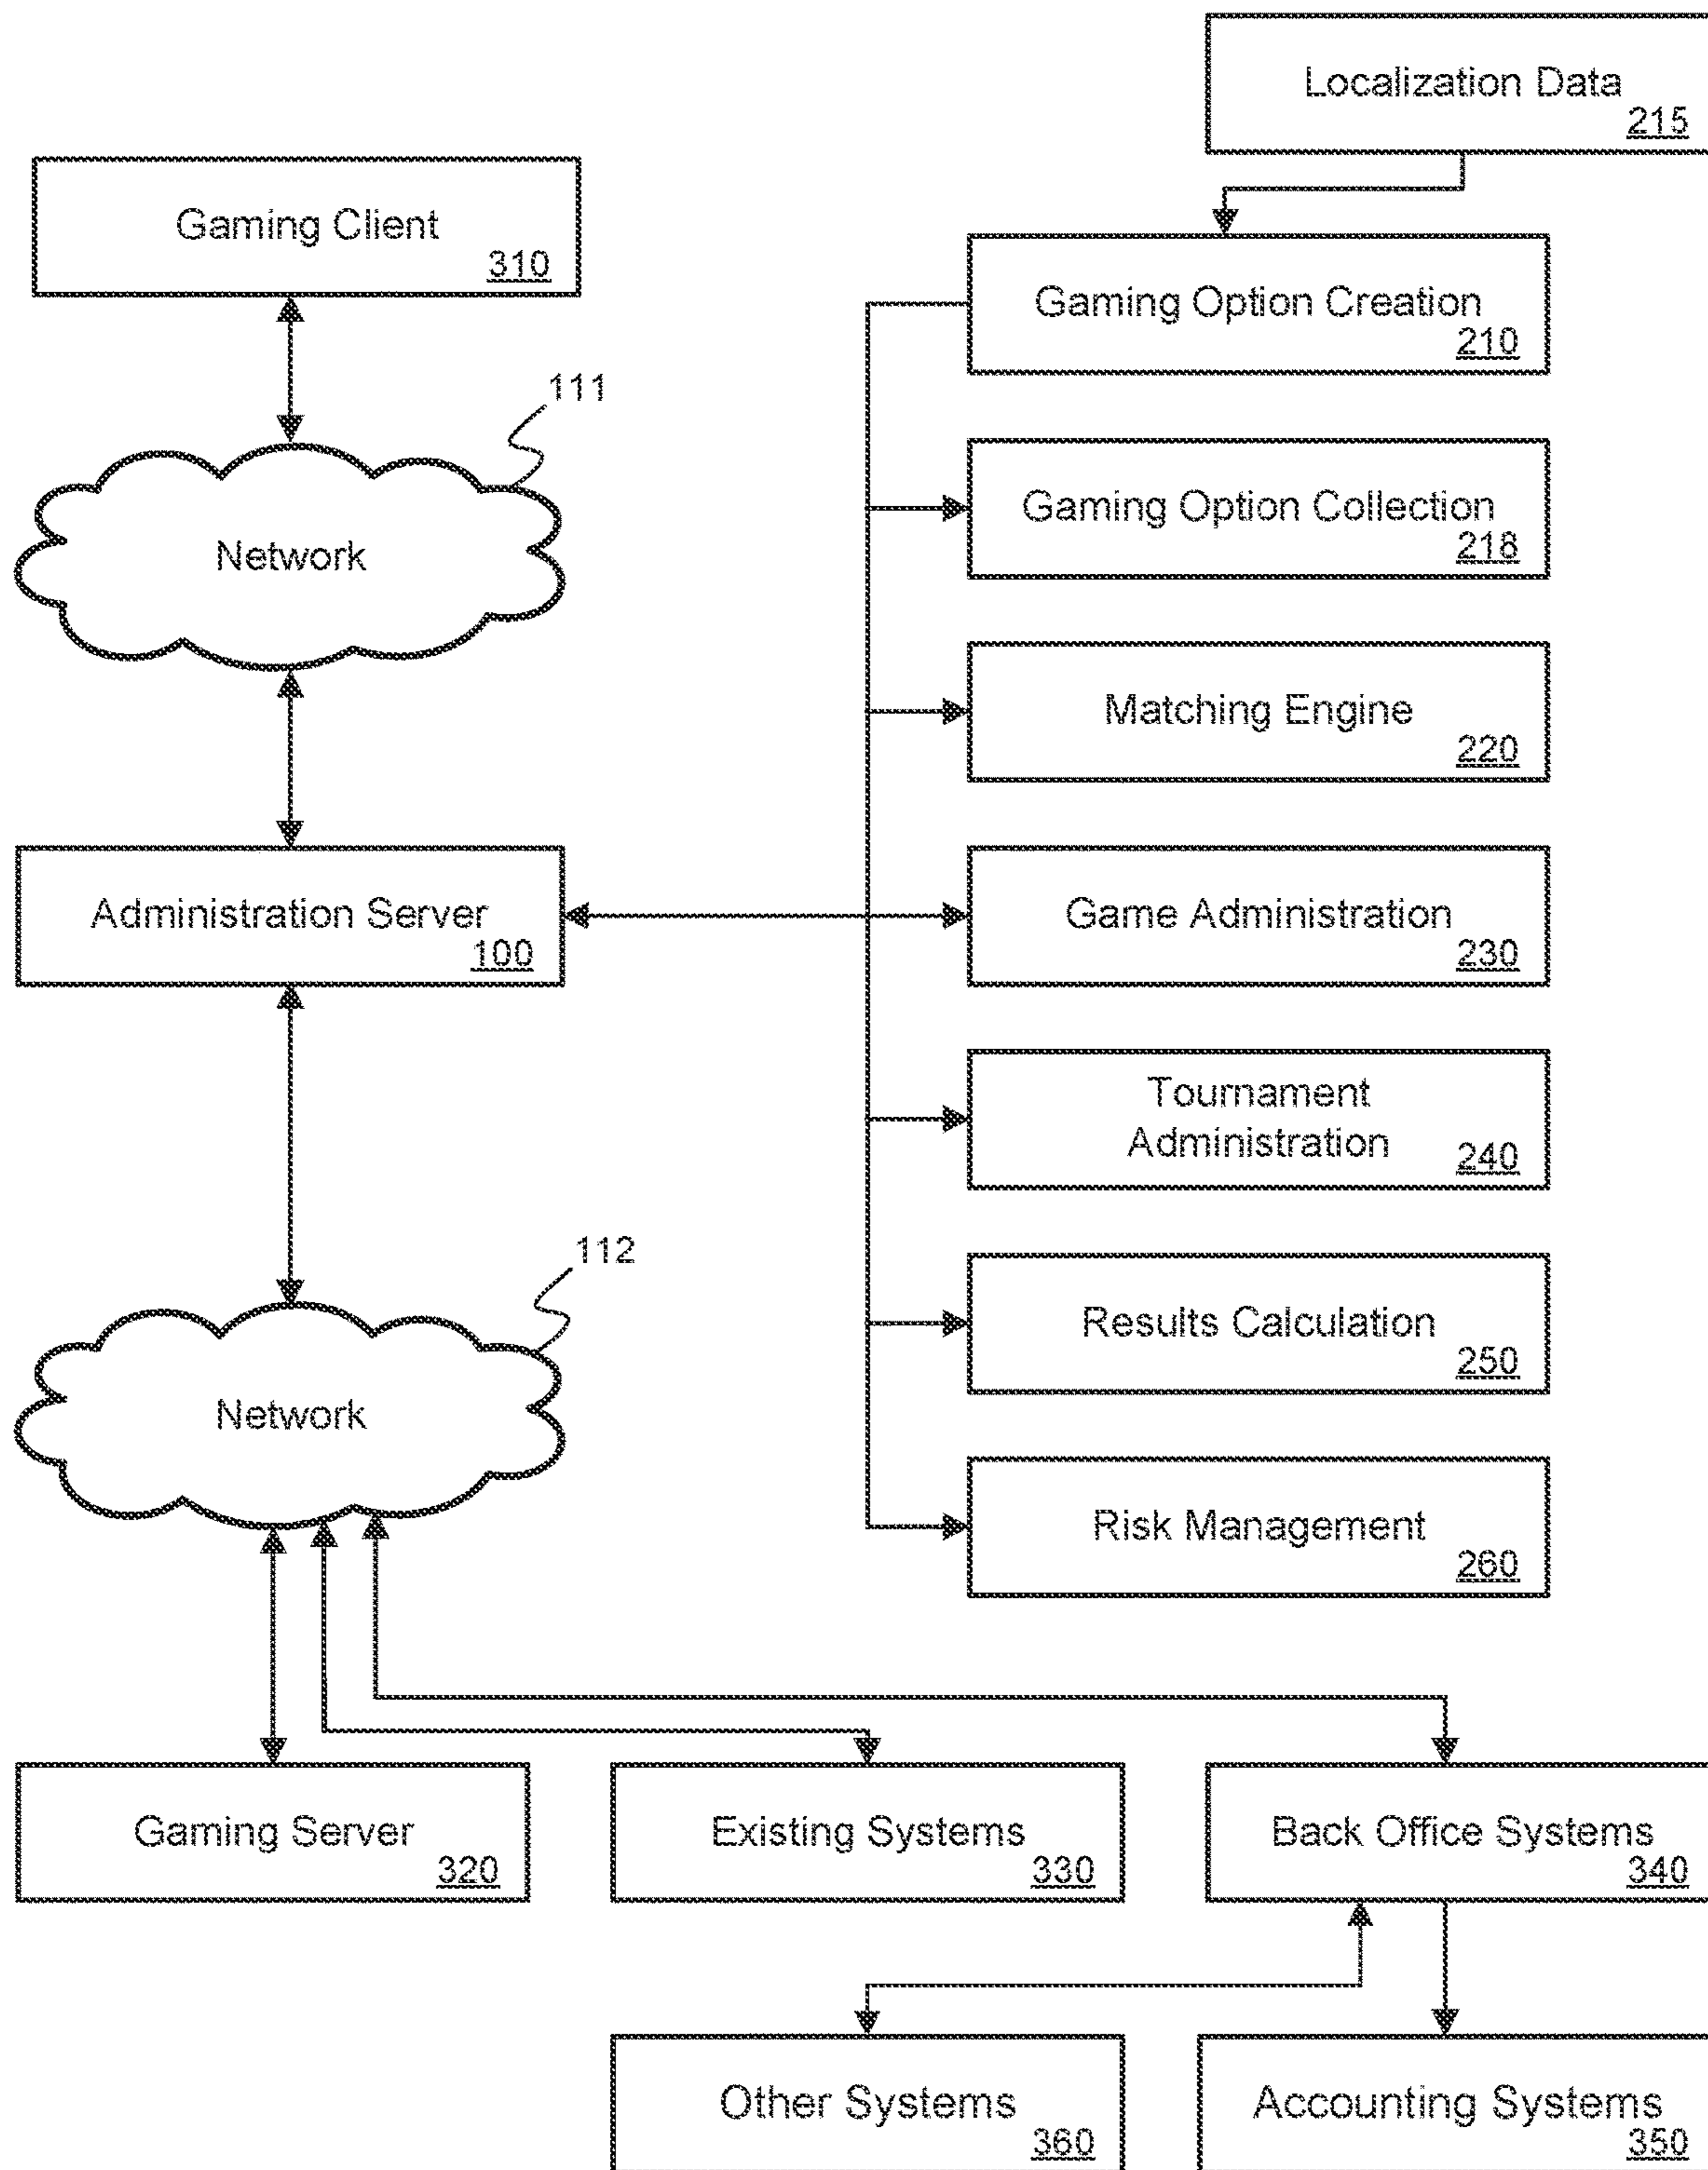 Localization Data
215
Gaming Client
310
Gaming Option Creation
210
111
Gaming Option Collection
218
Network
Matching Engine
220
Administration Server
100
Game Administration
230
Tournament
Administration
240
112
Results Calculation
250
Network
Risk Management
260
Gaming Server
320
Existing Systems
330
Back Office Systems
340
Other Systems
360
Accounting Systems
350